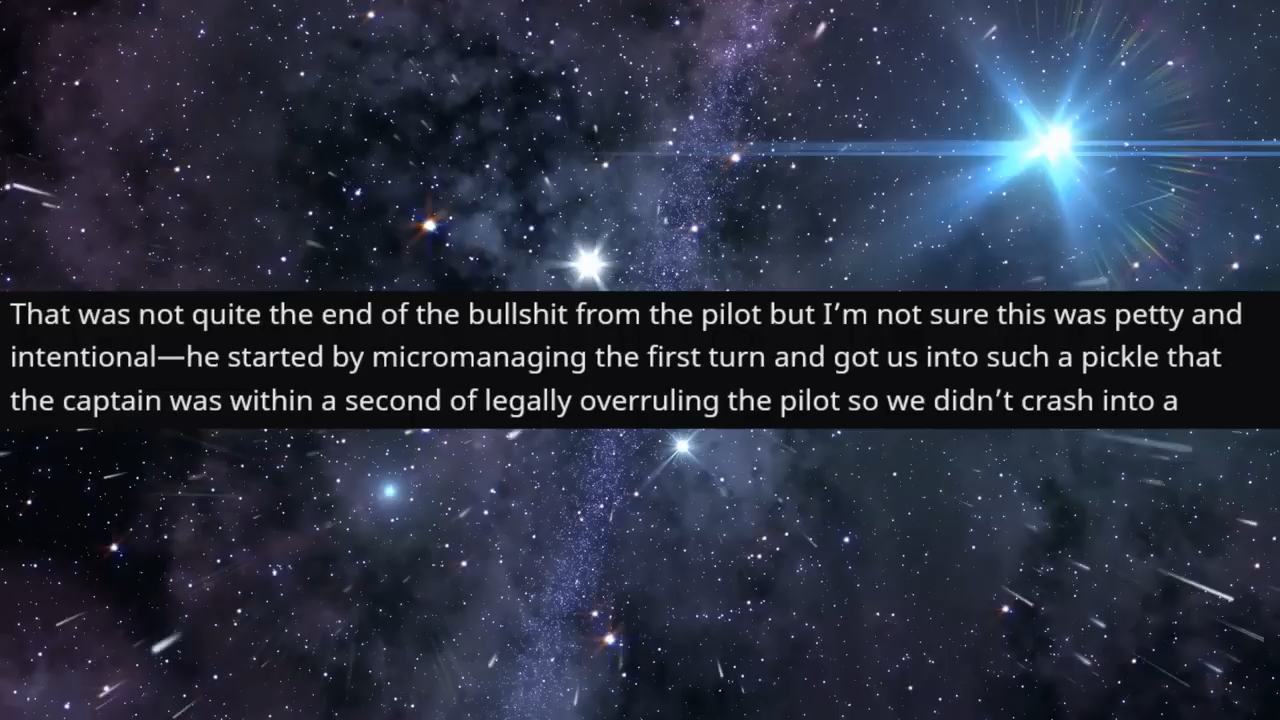 That was not quite the end of the bullshit from the pilot but I’m not sure this was petty and
intentional—he started by micromanaging the first turn and got us into such a pickle that
the captain was within a second of legally overruling the pilot so we didn’t crash into a